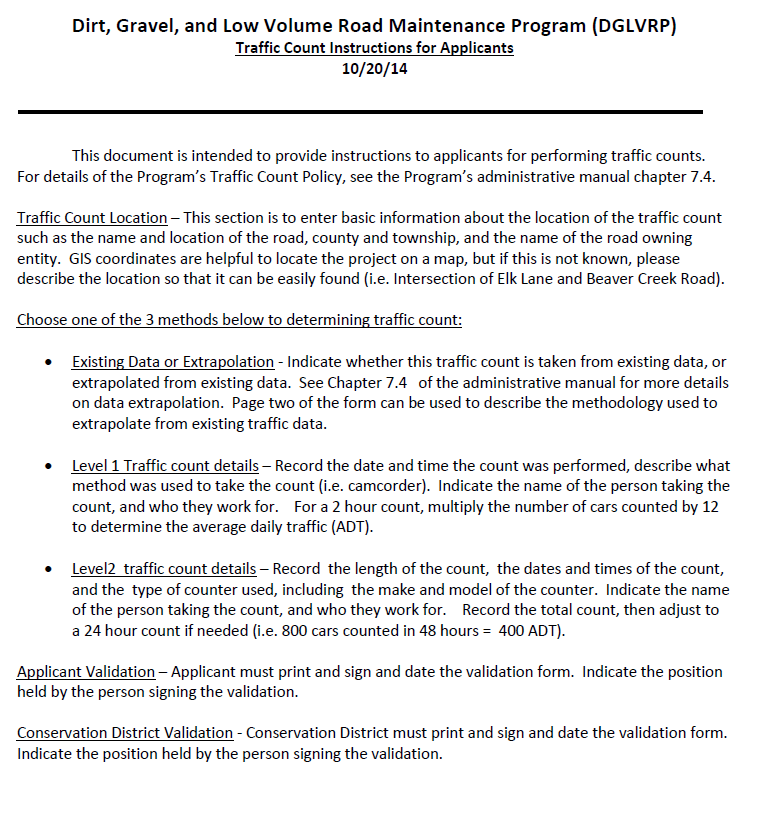 Dirt, Gravel, and Low Volume Road Maintenance Program (DGLVRP)
Traffic Count Instructions for Applicants
10/20/14
This document is intended to provide instructions to applicants for performing traffic counts.
For details of the Program's Traffic Count Policy, see the Program's administrative manual chapter 7.4.
Traffic Count Location – This section is to enter basic information about the location of the traffic count
such as the name and location of the road, county and township, and the name of the road owning
entity.  GIS coordinates are helpful to locate the project on a map, but if this is not known, please
describe the location so that it can be easily found (i.e. Intersection of Elk Lane and Beaver Creek Road).
Choose one of the 3 methods below to determining traffic count:
• Existing Data or Extrapolation - Indicate whether this traffic count is taken from existing data, or
extrapolated from existing data.  See Chapter 7.4  of the administrative manual for more details
on data extrapolation.  Page two of the form can be used to describe the methodology used to
extrapolate from existing traffic data.
• Level 1 Traffic count details – Record the date and time the count was performed, describe what
method was used to take the count (i.e. camcorder).  Indicate the name of the person taking the
count, and who they work for.   For a 2 hour count, multiply the number of cars counted by 12
to determine the average daily traffic (ADT).
• Level2  traffic count details – Record  the length of the count,  the dates and times of the count,
and the  type of counter used, including  the make and model of the counter.  Indicate the name
of the person taking the count, and who they work for.   Record the total count, then adjust to
a 24 hour count if needed (i.e. 800 cars counted in 48 hours =  400 ADT).
Applicant Validation – Applicant must print and sign and date the validation form.  Indicate the position
held by the person signing the validation.
Conservation District Validation - Conservation District must print and sign and date the validation form.
Indicate the position held by the person signing the validation.